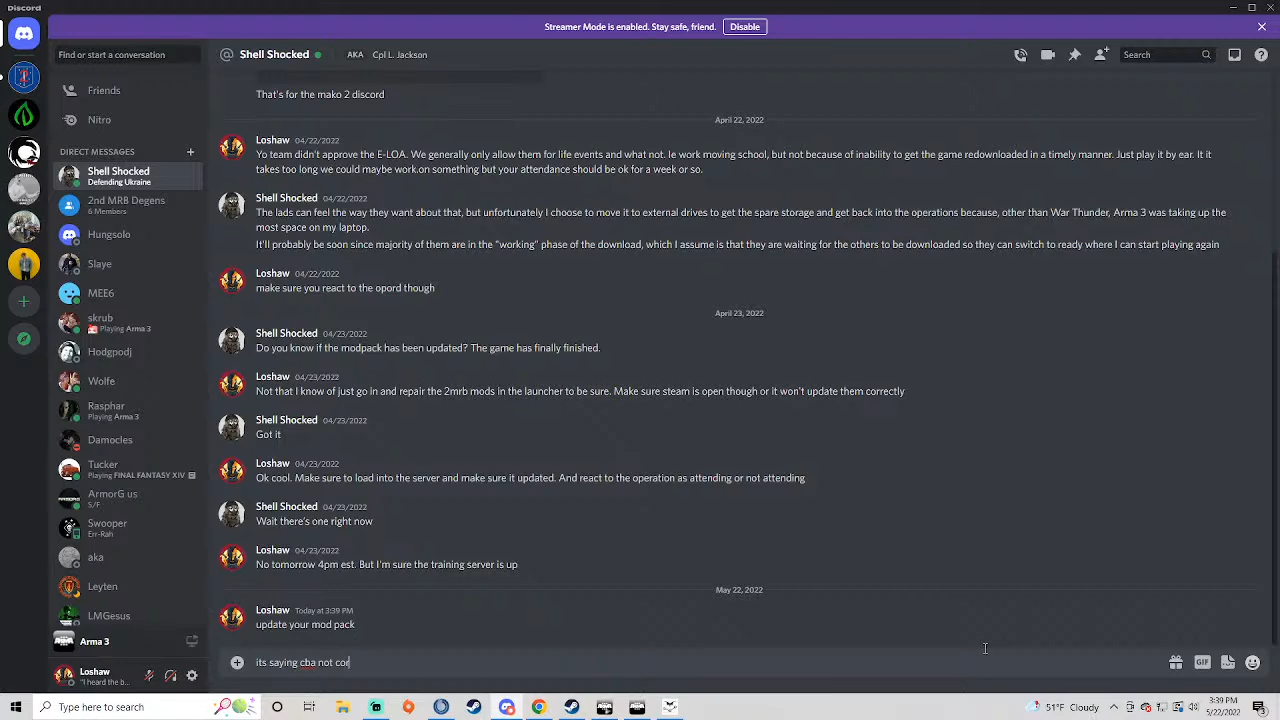 Discord
Streamer Mode is enabled. Stay safe, friend. Disable
Find or start a conversation
Shell Shocked AKA Cpl L. Jackson
Search
Friends
Nitro
DIRECT MESSAGES
Shell Shocked
Defending Ukraine
2nd MRB Degens
6 Members
Hungsolo
Slaye
MEE6
skrub
Playing Arma 3
Hodgpodj
Wolfe
Rasphar
Playing Arma 3
Damocles
Tucker
Playing FINAL FANTASY XIV
ArmorG us
S/F
Swooper
Err-Rah
aka
Leyten
LMGesus
Arma 3
Loshaw
"I heard the b...
That's for the mako 2 discord
April 22, 2022
Loshaw 04/22/2022
Yo team didn't approve the E-LOA. We generally only allow them for life events and what not. Ie work moving school, but not because of inability to get the game redownloaded in a timely manner. Just play it by ear. It it
takes too long we could maybe work on something but your attendance should be ok for a week or so.
Shell Shocked 04/22/2022
The lads can feel the way they want about that, but unfortunately I choose to move it to external drives to get the spare storage and get back into the operations because, other than War Thunder, Arma 3 was taking up the
most space on my laptop.
It'll probably be soon since majority of them are in the "working" phase of the download, which I assume is that they are waiting for the others to be downloaded so they can switch to ready where I can start playing again
Loshaw 04/22/2022
make sure you react to the opord though
April 23, 2022
Shell Shocked 04/23/2022
Do you know if the modpack has been updated? The game has finally finished.
Loshaw 04/23/2022
Not that I know of just go in and repair the 2mrb mods in the launcher to be sure. Make sure steam is open though or it won't update them correctly
Shell Shocked 04/23/2022
Got it
Loshaw 04/23/2022
Ok cool. Make sure to load into the server and make sure it updated. And react to the operation as attending or not attending
Shell Shocked 04/23/2022
Wait there's one right now
Loshaw 04/23/2022
No tomorrow 4pm est. But I'm sure the training server is up
May 22, 2022
Loshaw Today at 3:39 PM
update your mod pack
its saying cba not cor
GIF
Type here to search
51°F Cloudy
3:39 PM
5/22/2022